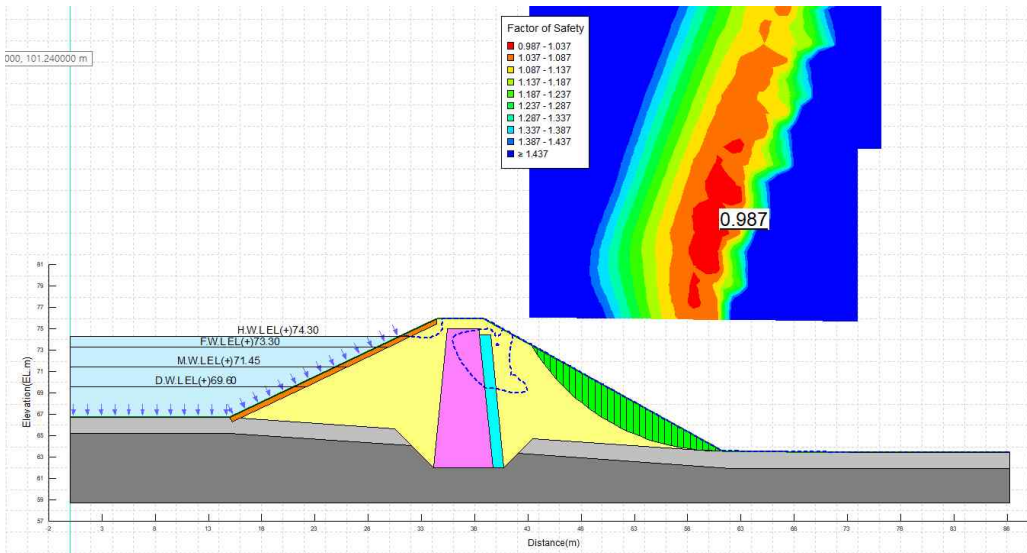 000, 101.240000 m
Factor of Safety
0.987 - 1.037
1.037 - 1.087
1.087 - 1.137
1.137 - 1.187
1.187 - 1.237
1.237 - 1.287
1.287 - 1.337
1.337 - 1.387
1.387 - 1.437
≥ 1.437
0.987
81
79
77
75
73
71
69
67
65
63
61
59
57
Elevation(EL.m)
H.W.L EL(+)74.30
F.W.L EL(+)73.30
M.W.L EL(+)71.45
D.W.L EL(+)69.60
-2 3 8 13 18 23 28 33 38 43 48 53 58 63 68 73 78 83 88
Distance(m)